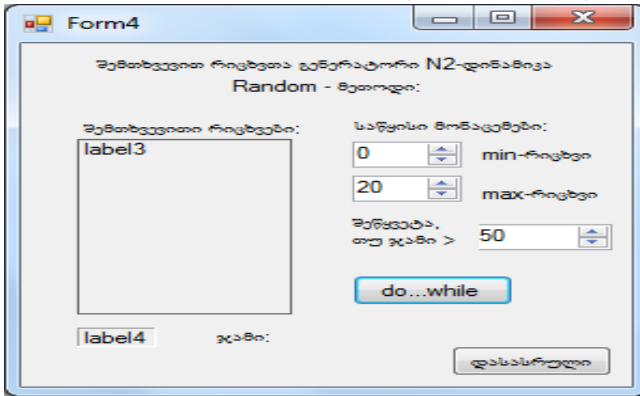 Form4
შემთხვევით რიცხვთა გენერატორი N2-დინამიკა
Random - მეთოდი:
შემთხვევითი რიცხვები:
label3
საწყისი მონაცემები:
0 min-რიცხვი
20 max-რიცხვი
შეწყვეტა,
თუ ჯამი > 50
do...while
label4 ჯამი:
დასასრული